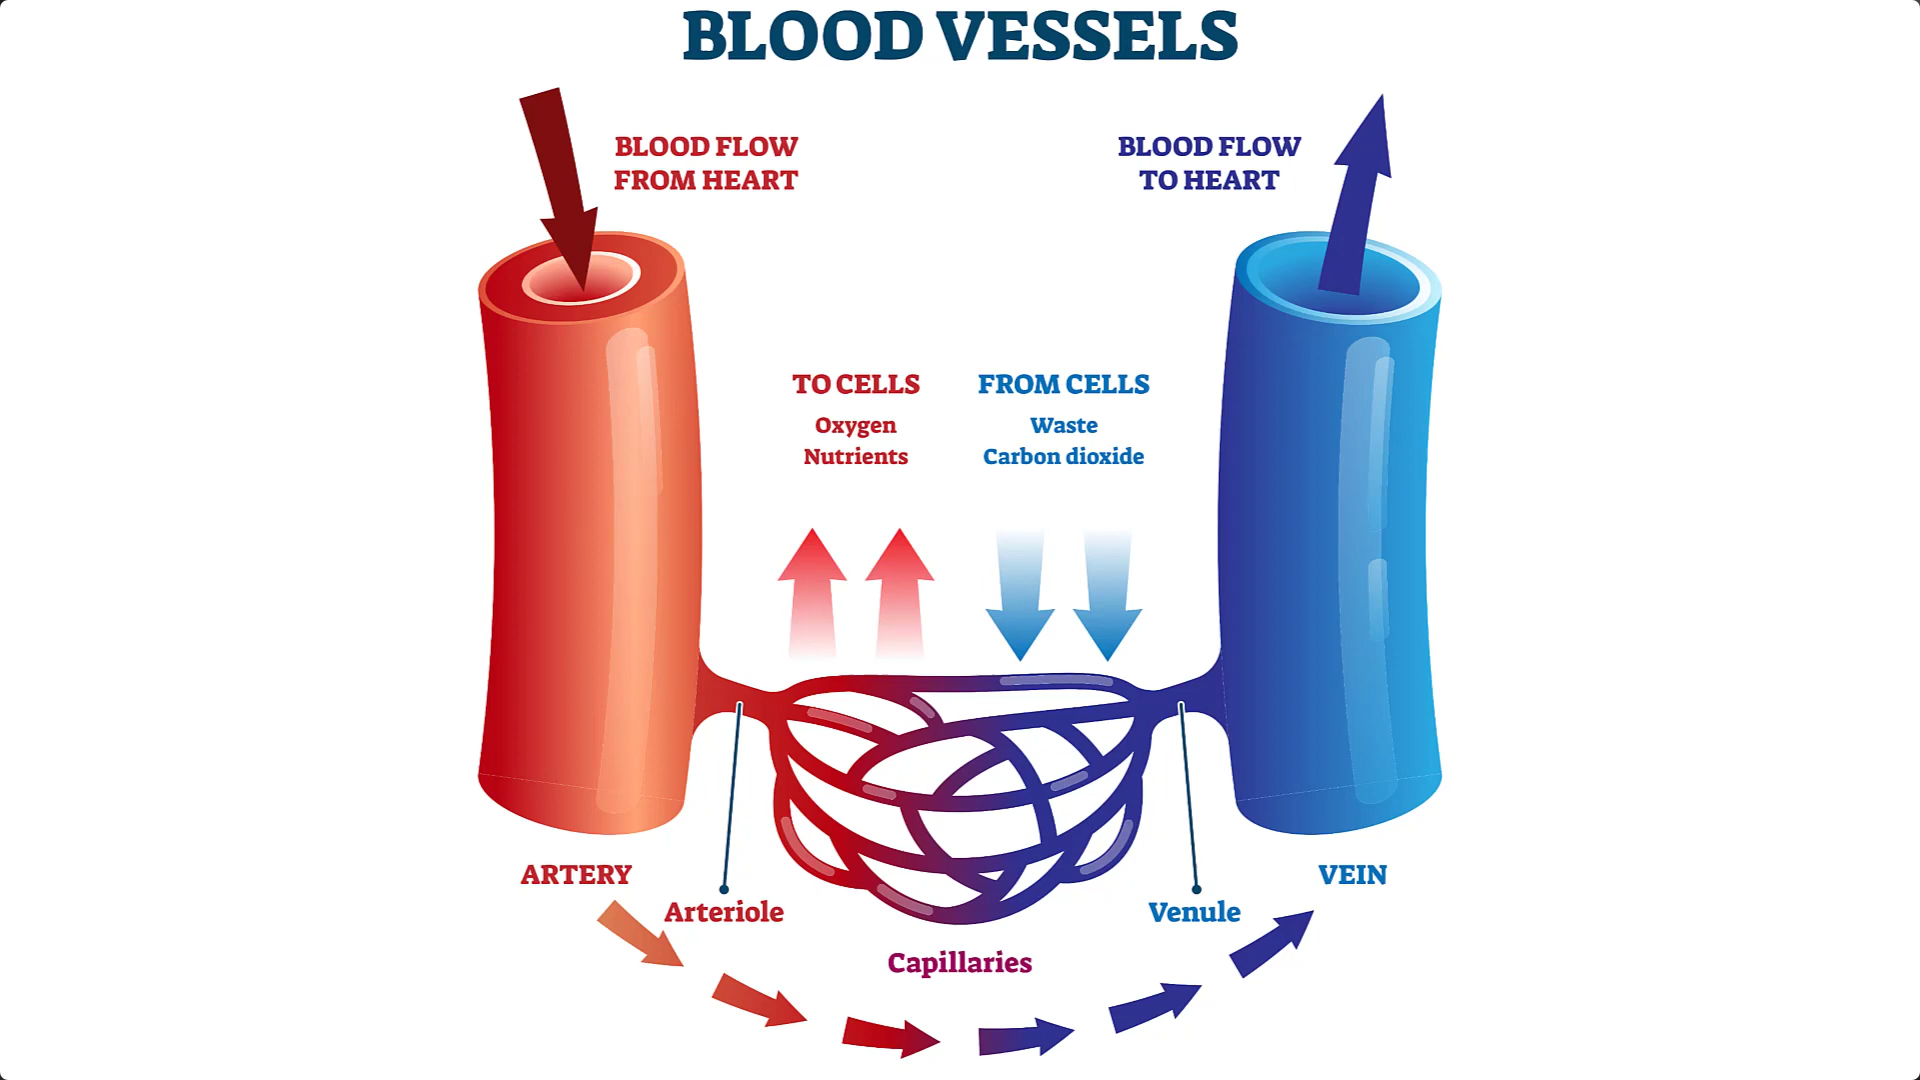 BLOOD VESSELS
BLOOD FLOW
FROM HEART
BLOOD FLOW
TO HEART
TO CELLS
Oxygen
Nutrients
FROM CELLS
Waste
Carbon dioxide
ARTERY
VEIN
Arteriole
Venule
Capillaries